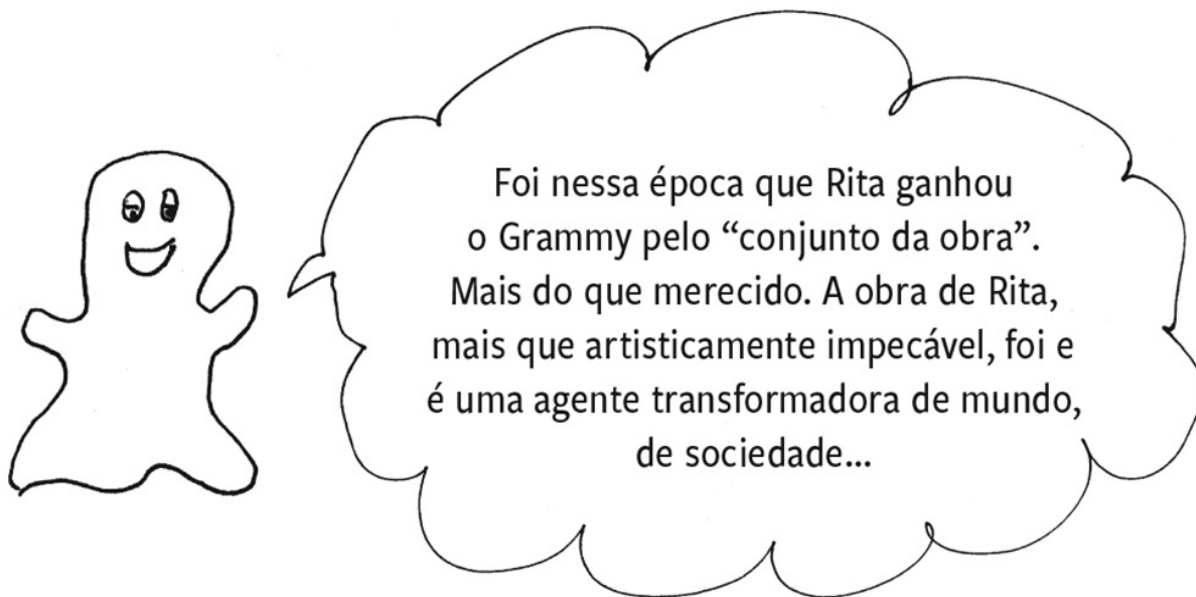 Foi nessa época que Rita ganhou
o Grammy pelo “conjunto da obra”.
Mais do que merecido. A obra de Rita,
mais que artisticamente impecável, foi e
é uma agente transformadora de mundo,
de sociedade...